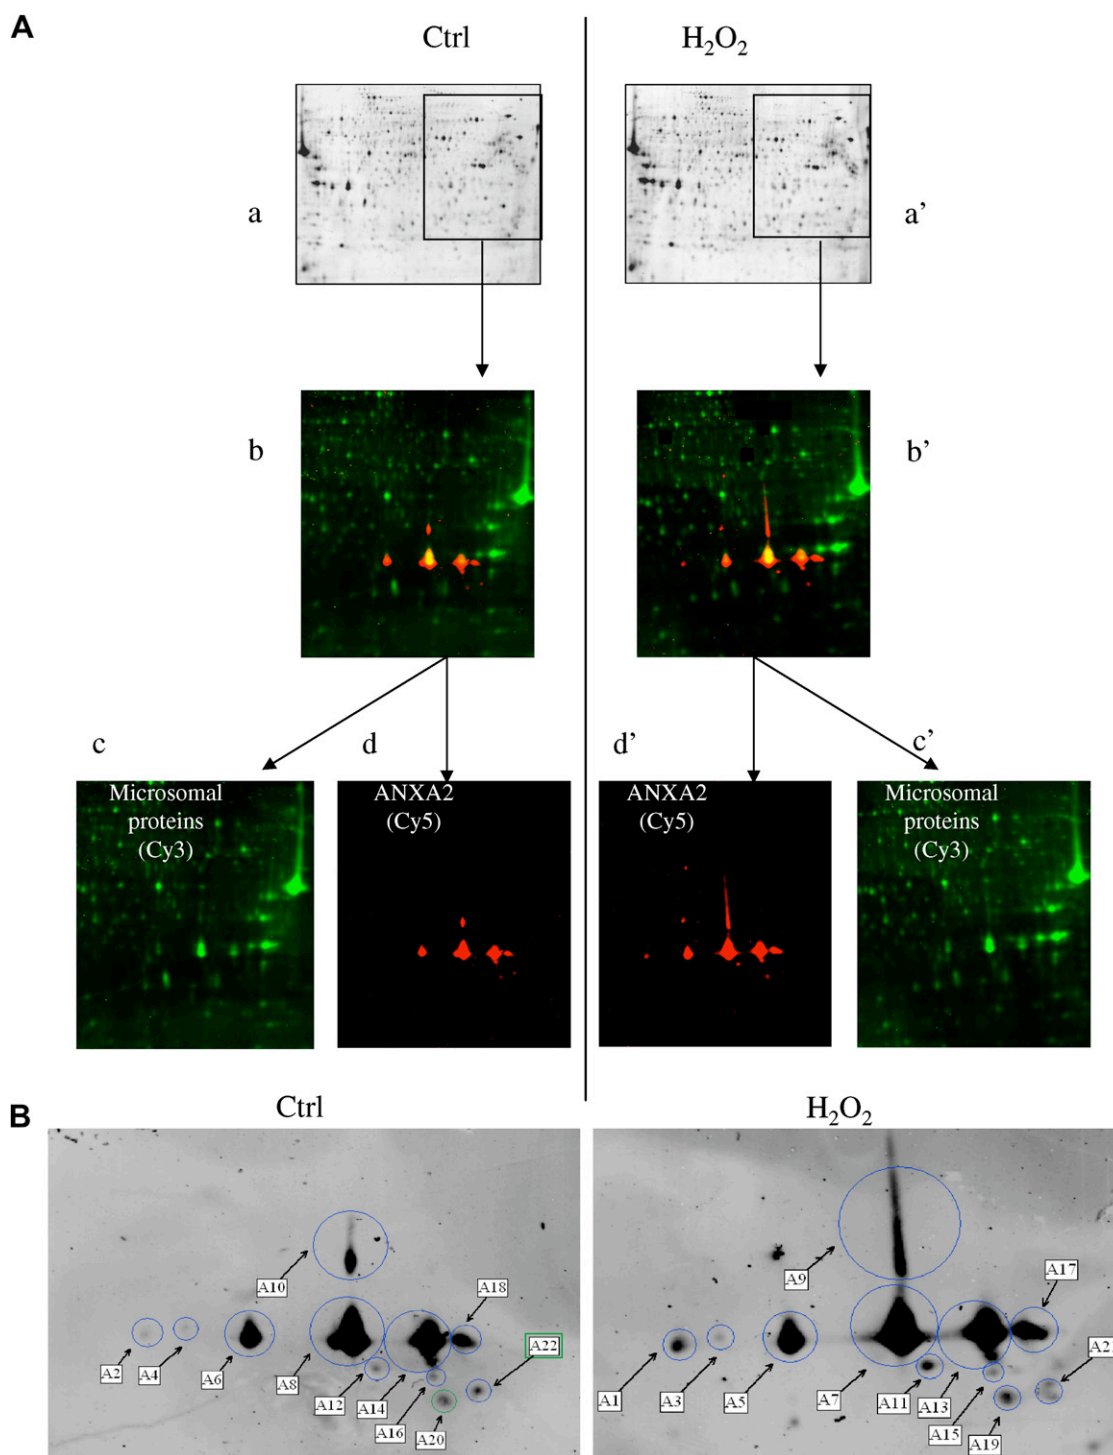 A
Ctrl
H₂O₂
a
a’
b
b’
c
d
d’
c’
Microsomal
proteins
(Cy3)
ANXA2
(Cy5)
ANXA2
(Cy5)
Microsomal
proteins
(Cy3)
B
Ctrl
H₂O₂
A10
A18
A2
A4
A6
A8
A22
A12
A14
A16
A20
A9
A17
A1
A3
A5
A7
A11
A13
A15
A19